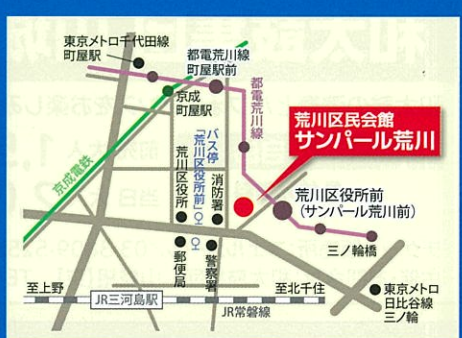 東京メトロ千代田線
町屋駅
都電荒川線
町屋駅前
京成
町屋駅
都電荒川線
京成電鉄
荒川区役所
バス停
「荒川区役所前」
消防署
荒川区民会館
サンパール荒川
荒川区役所前
(サンパール荒川前)
三ノ輪橋
郵便局
警察署
至上野
JR三河島駅
至北千住
JR常磐線
東京メトロ
日比谷線
三ノ輪